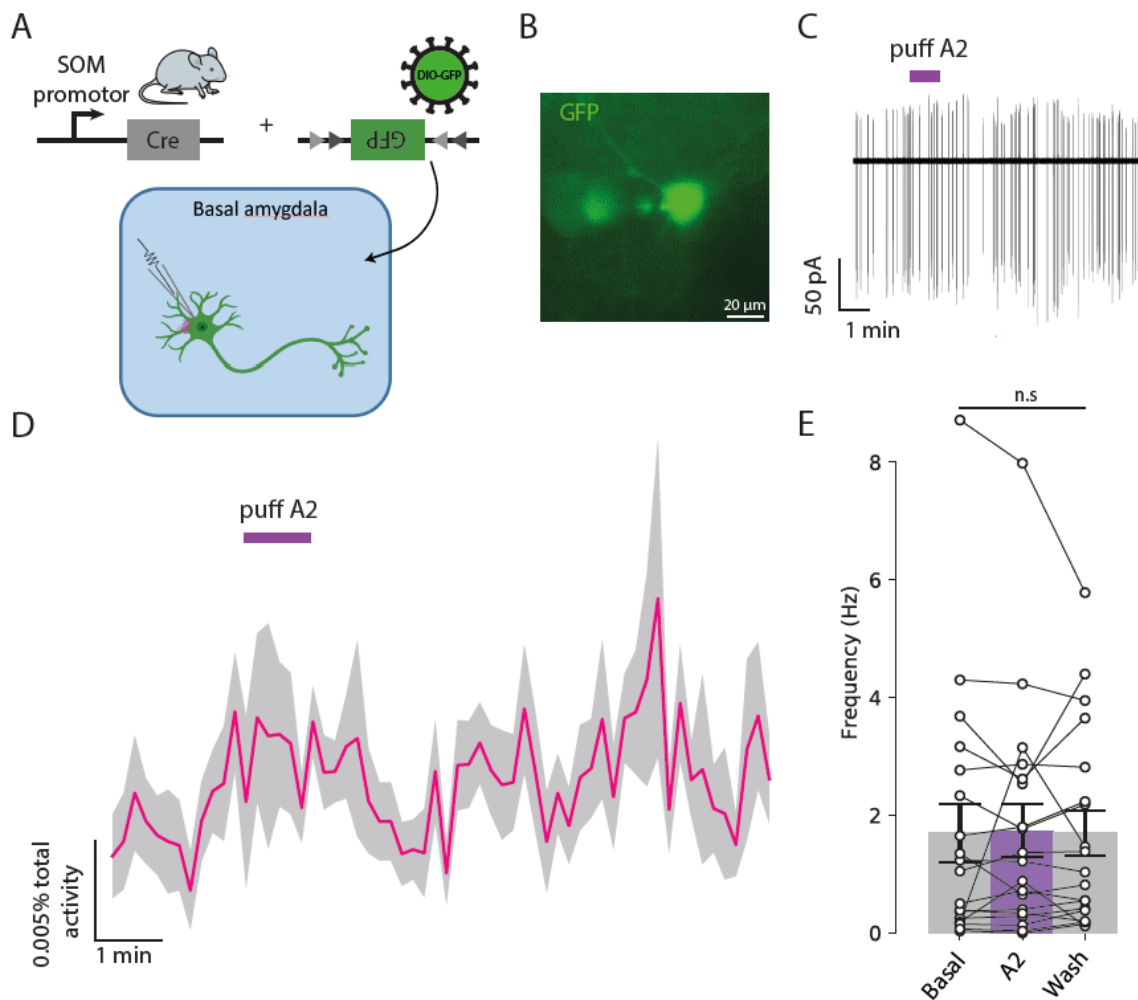 A
SOM
promotor
Cre
+
DIO-GFP
GFP
Basal amygdala
B
GFP
20 µm
C
puff A2
50 pA
1 min
D
puff A2
0.005% total
activity
1 min
E
n.s
Frequency (Hz)
8
6
4
2
0
Basal
A2
Wash